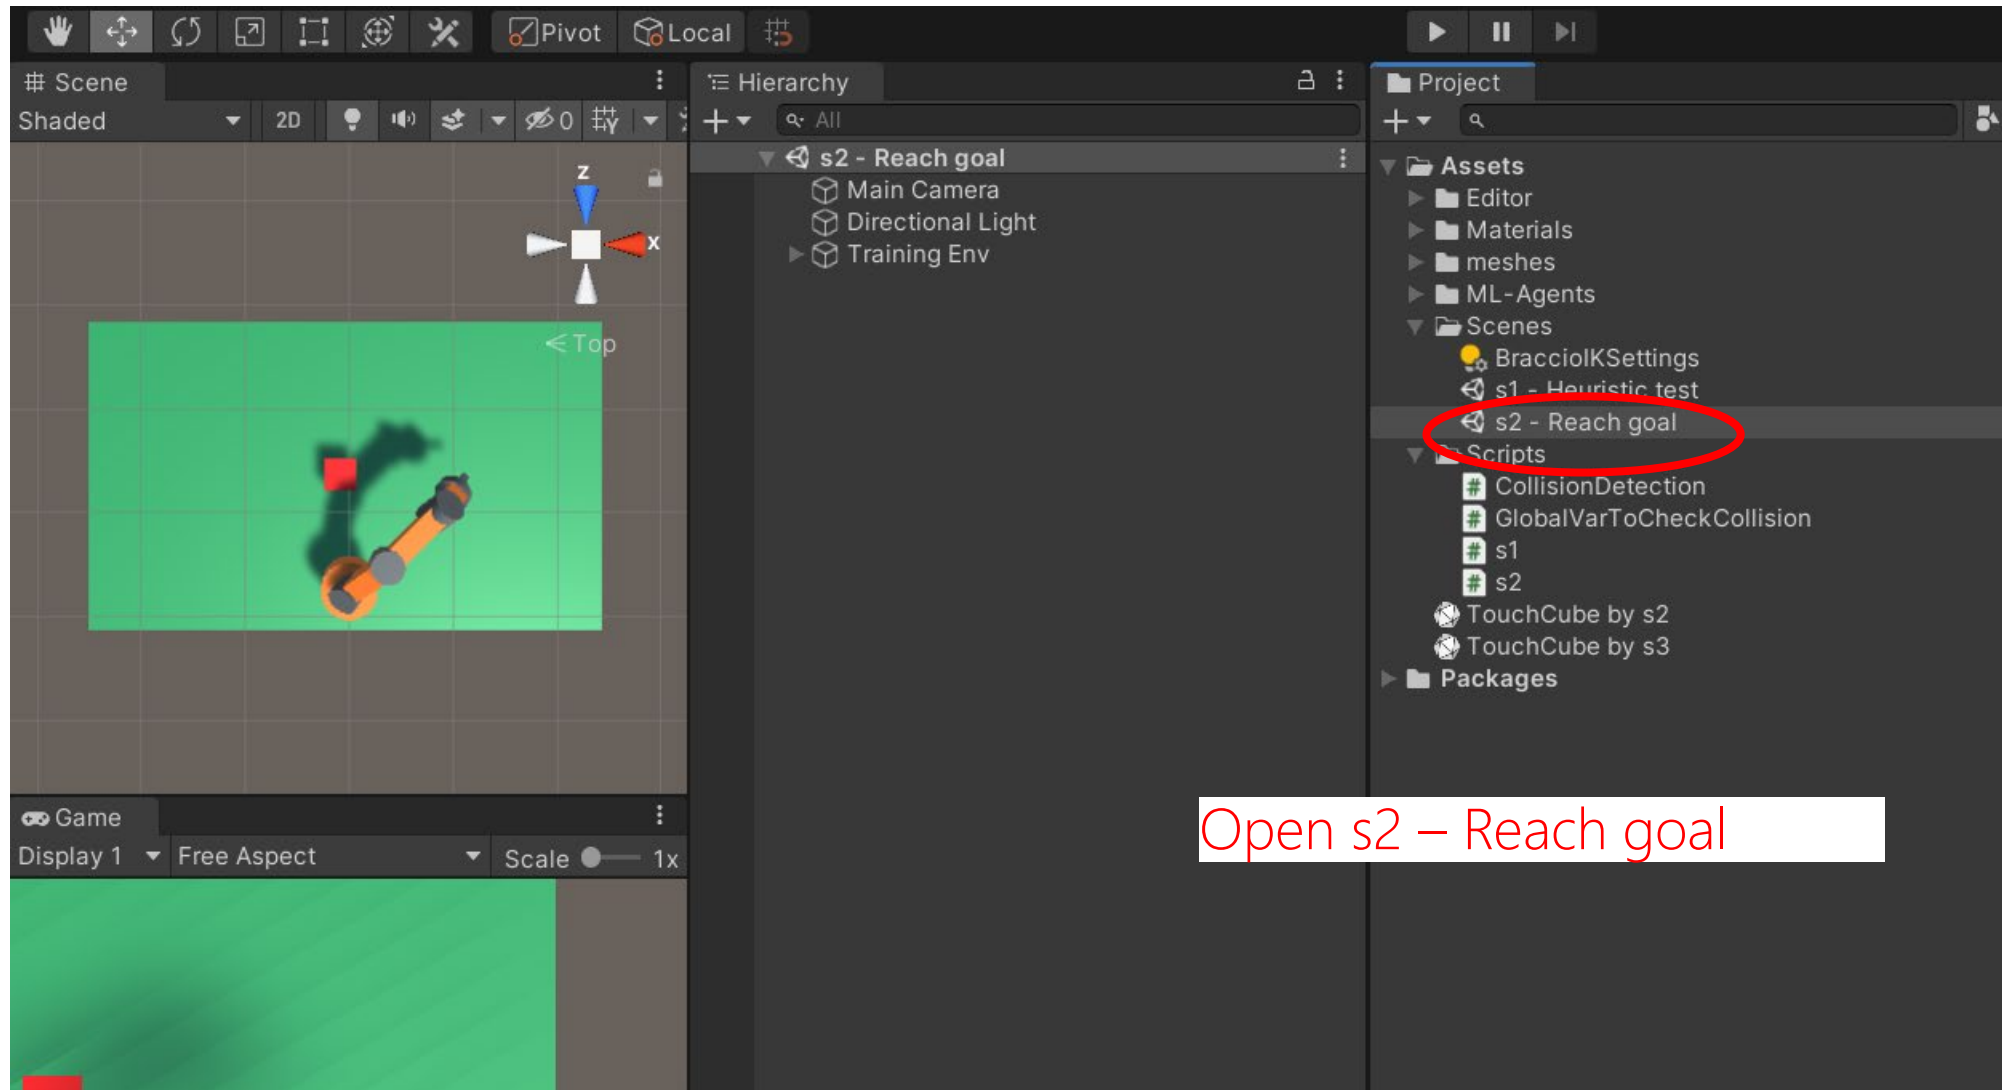 Pivot
Local
Scene
Shaded
2D
0
z
x
Top
Game
Display 1
Free Aspect
Scale
1x
Hierarchy
All
s2 - Reach goal
Main Camera
Directional Light
Training Env
Project
Assets
Editor
Materials
meshes
ML-Agents
Scenes
BraccioIKSettings
s1 - Heuristic test
s2 - Reach goal
Scripts
CollisionDetection
GlobalVarToCheckCollision
s1
s2
TouchCube by s2
TouchCube by s3
Packages
Open s2 – Reach goal